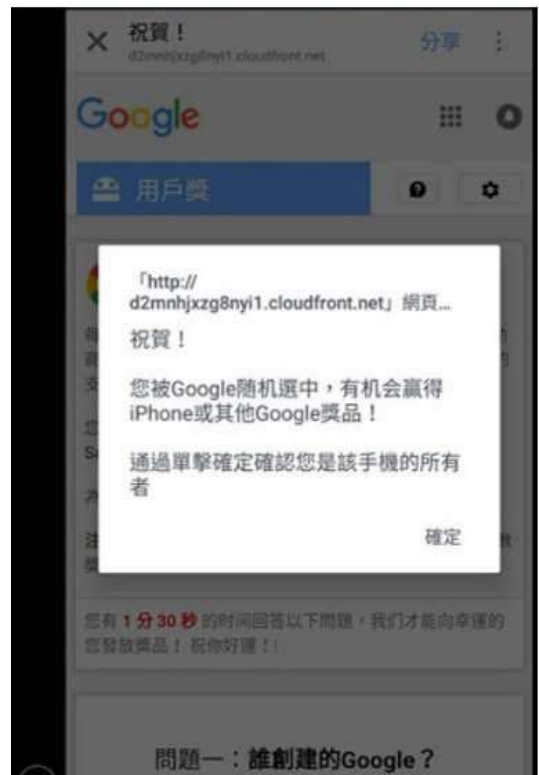 祝賀！
d2mnhjxzg8nyi1.cloudfront.net
分享
Google
用戶獎
「http://
d2mnhjxzg8nyi1.cloudfront.net」網頁...
祝賀！
您被Google随机選中，有机会贏得
iPhone或其他Google獎品！
通過單擊確定確認您是該手機的所有
者
確定
您有 1 分 30 秒 的时间回答以下問題，我们才能向幸運的
您發放獎品！ 祝你好運！
問題一：誰創建的Google？